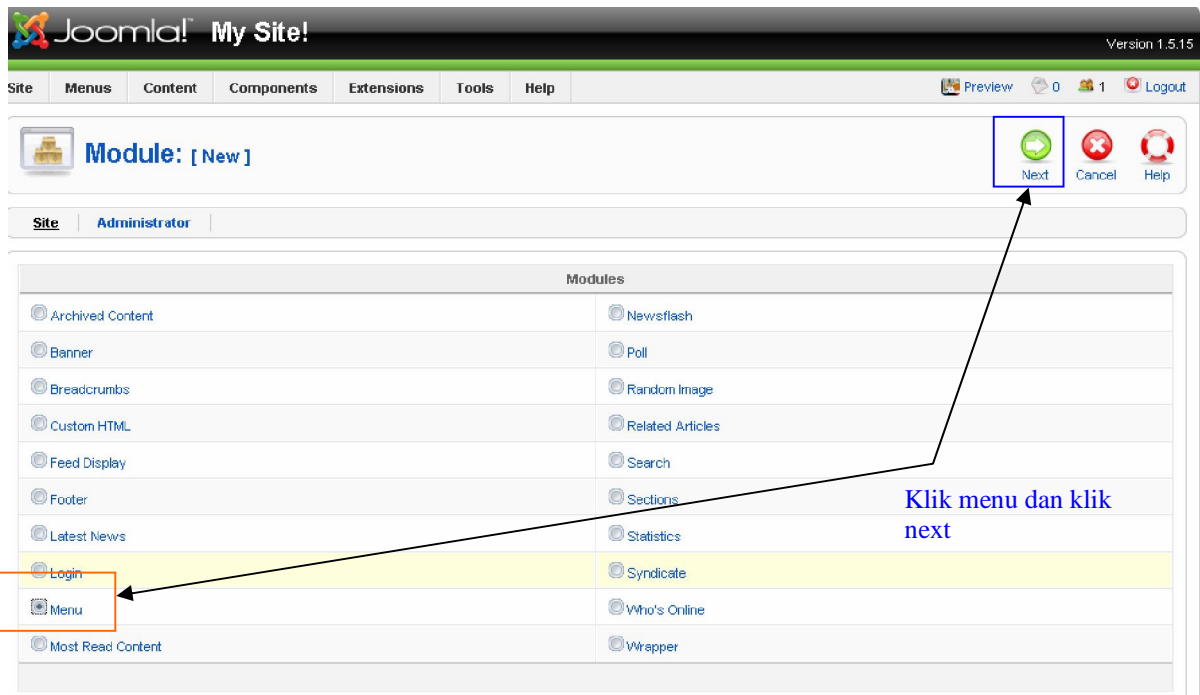 Joomla! My Site!
Version 1.5.15
Site Menus Content Components Extensions Tools Help Preview 0 1 Logout
Module: [ New ]
Next Cancel Help
Site Administrator
Modules
Archived Content Newsflash
Banner Poll
Breadcrumbs Random Image
Custom HTML Related Articles
Feed Display Search
Footer Sections
Latest News Statistics
Login Syndicate
Menu Who's Online
Most Read Content Wrapper
Klik menu dan klik
next